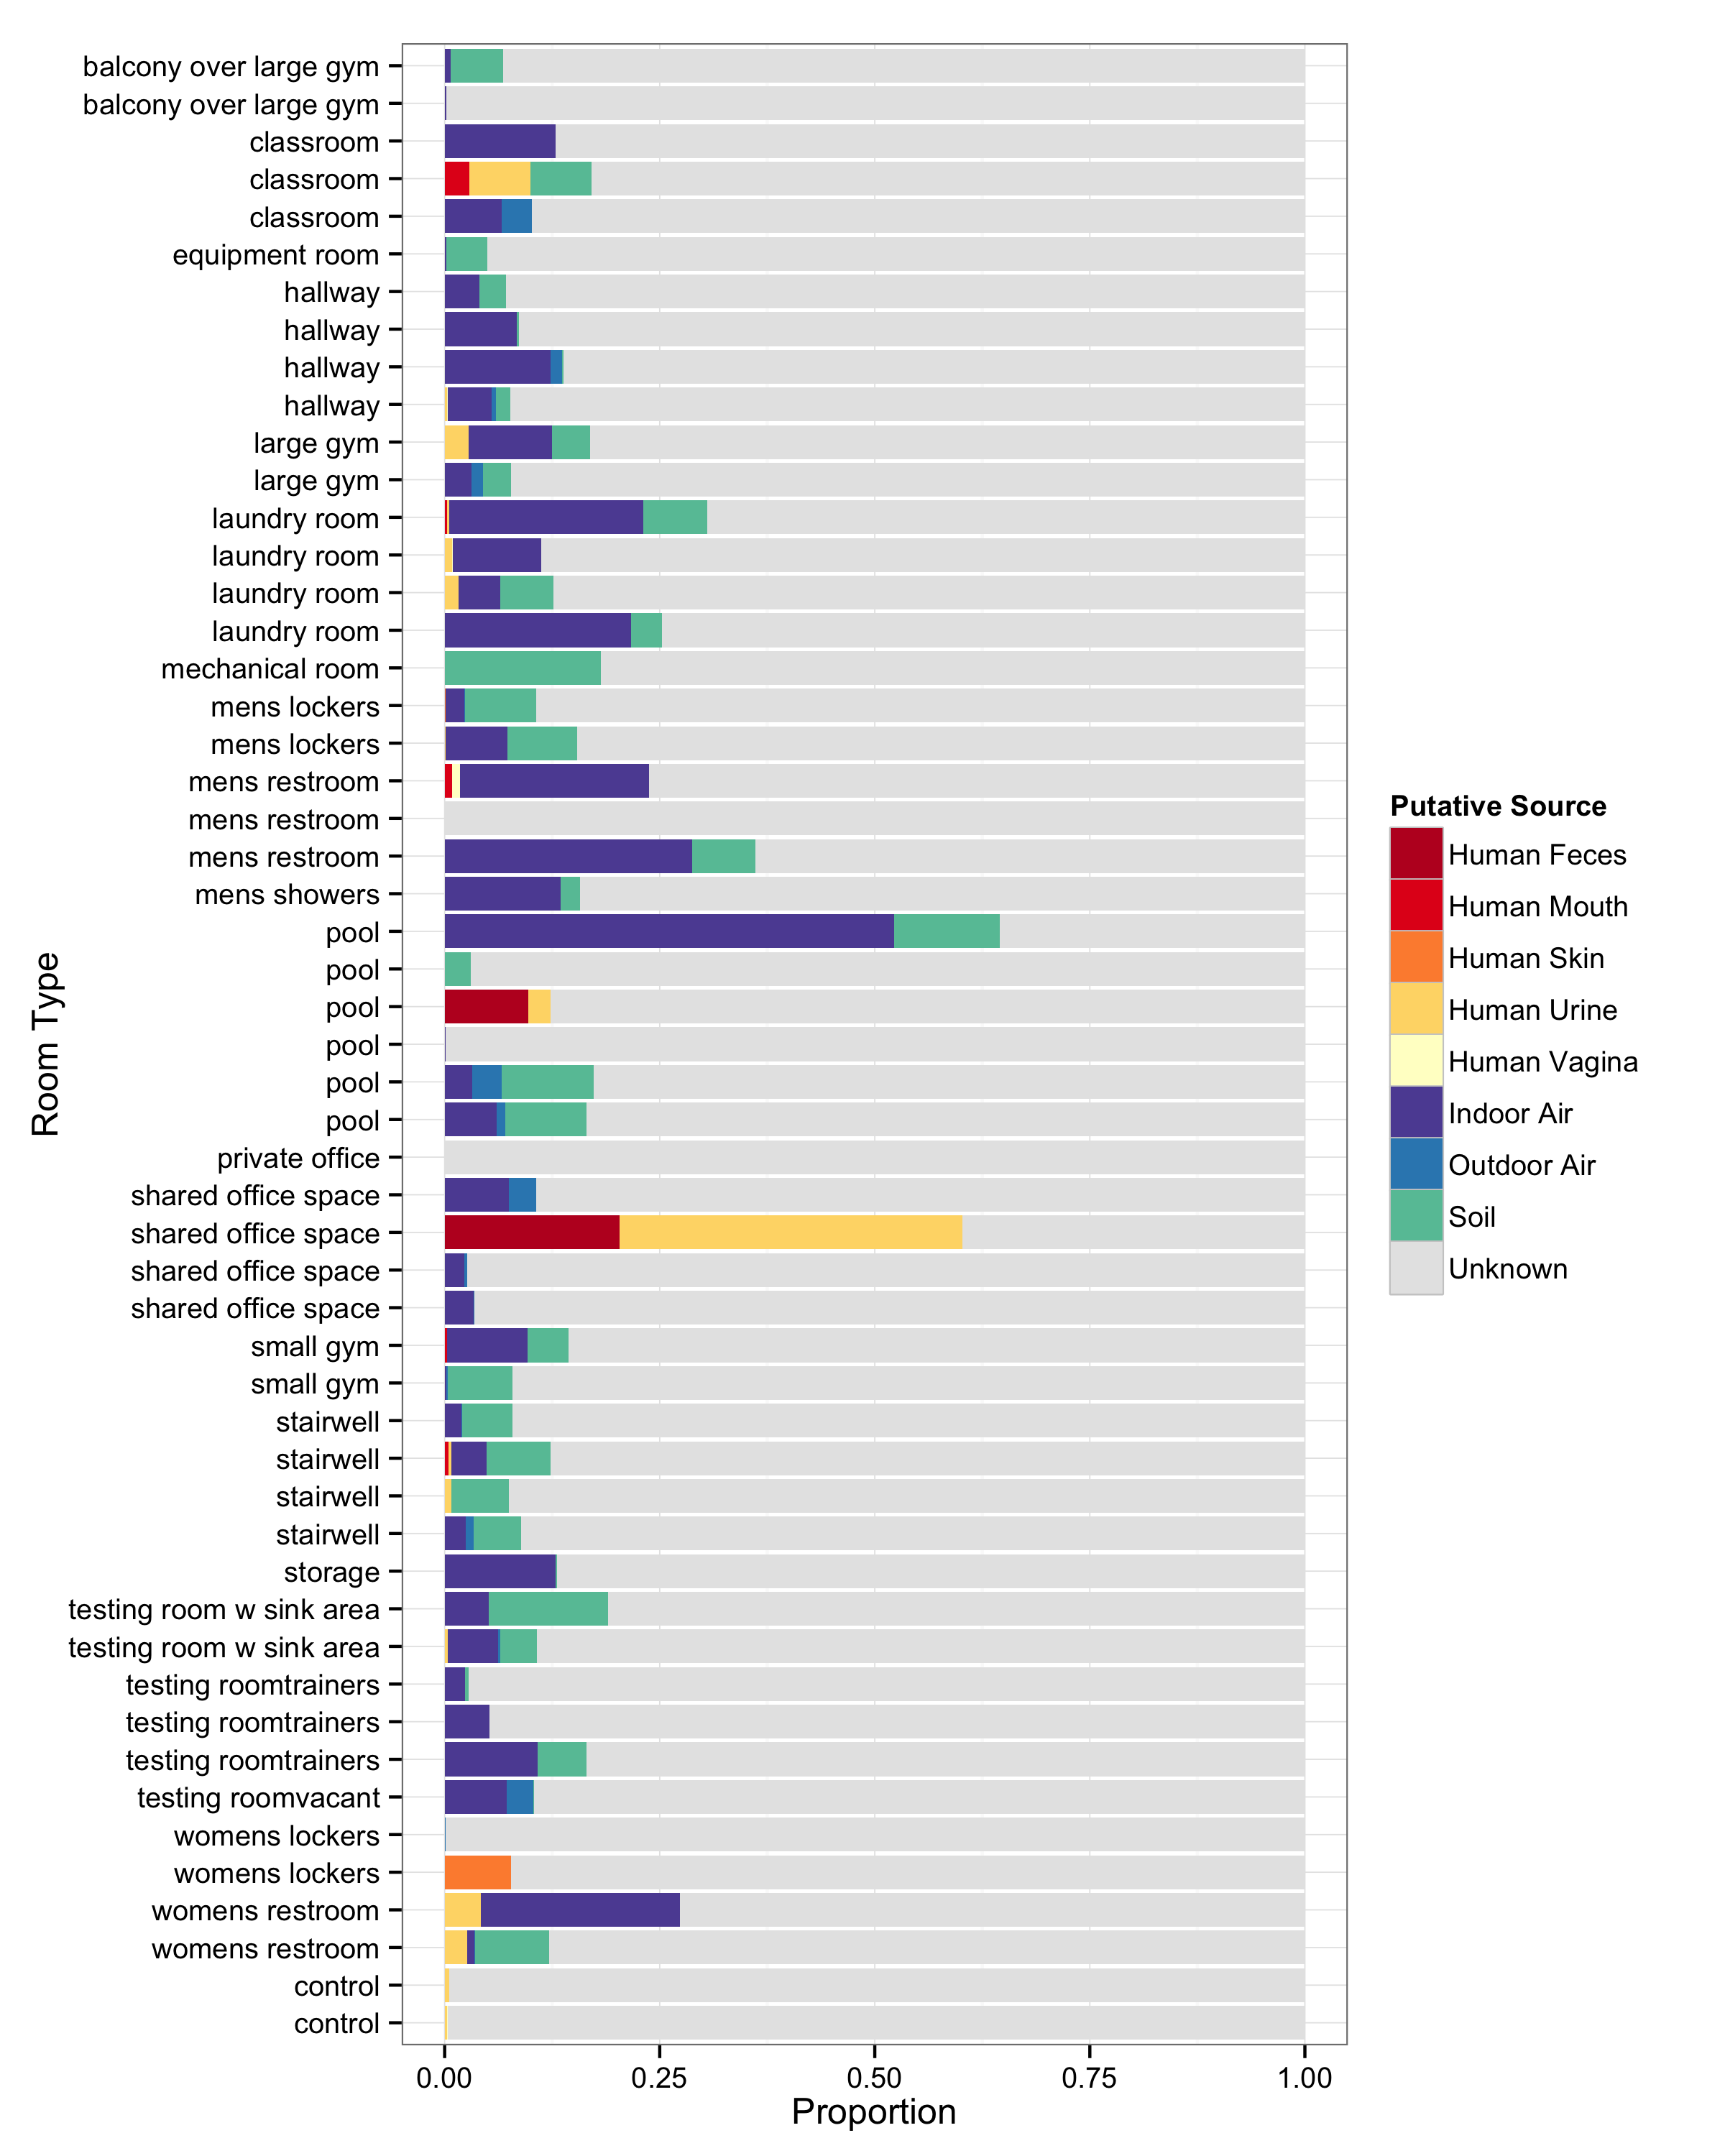 balcony over large gym
balcony over large gym
classroom
classroom
classroom
equipment room
hallway
hallway
hallway
hallway
large gym
large gym
laundry room
laundry room
laundry room
laundry room
mechanical room
mens lockers
mens lockers
mens restroom
mens restroom
mens restroom
mens showers
pool
pool
pool
pool
pool
pool
private office
shared office space
shared office space
shared office space
shared office space
small gym
small gym
stairwell
stairwell
stairwell
stairwell
storage
testing room w sink area
testing room w sink area
testing roomtrainers
testing roomtrainers
testing roomtrainers
testing roomvacant
womens lockers
womens lockers
womens restroom
womens restroom
control
control
Room Type
0.00 0.25 0.50 0.75 1.00
Proportion
Putative Source
Human Feces
Human Mouth
Human Skin
Human Urine
Human Vagina
Indoor Air
Outdoor Air
Soil
Unknown